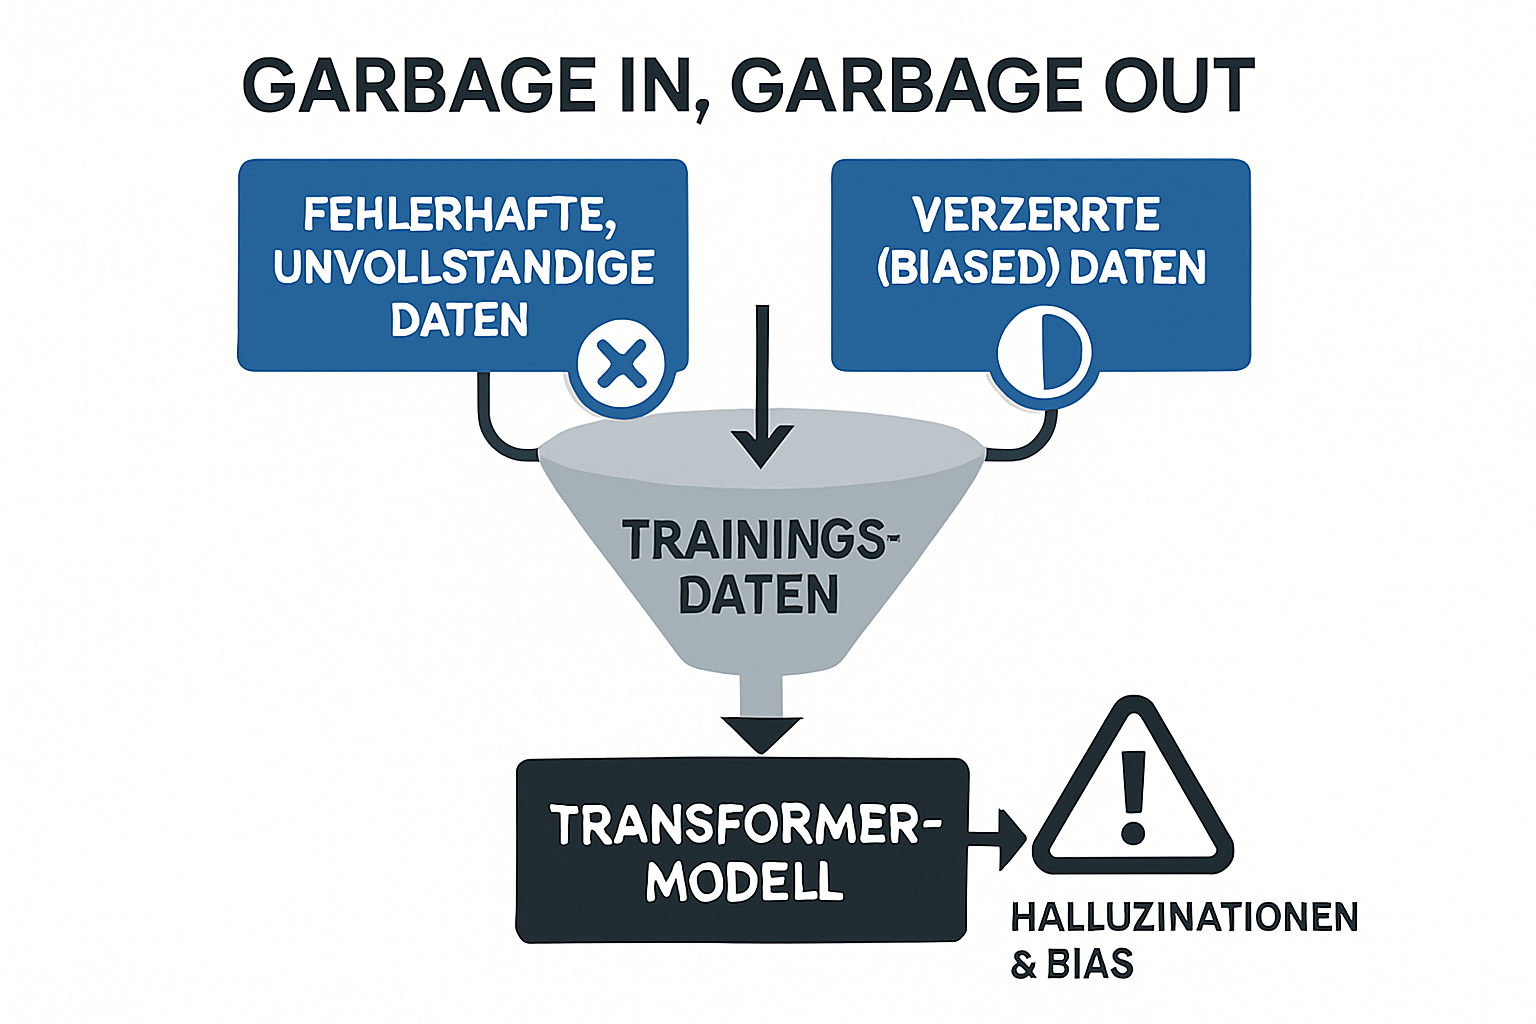 GARBAGE IN, GARBAGE OUT
FEHLERHAFTE,
UNVOLLSTANDIGE
DATEN
VERZERRTE
(BIASED) DATEN
TRAININGS-
DATEN
TRANSFORMER-
MODELL
HALLUZINATIONEN
& BIAS